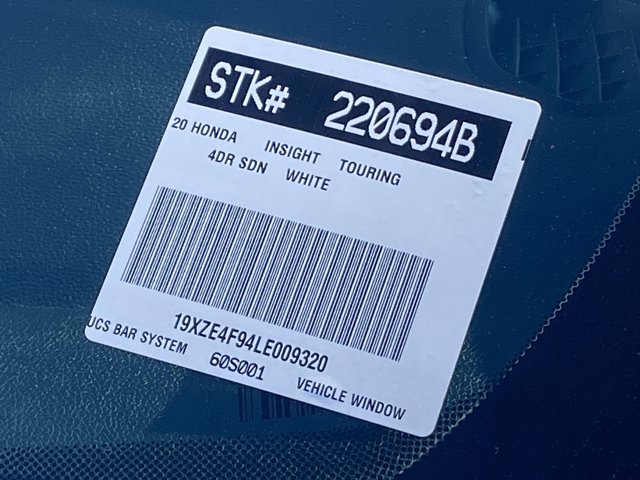 STK# 220694B
20 HONDA INSIGHT TOURING
4DR SDN WHITE
19XZE4F94LE009320
UCS BAR SYSTEM 60S001 VEHICLE WINDOW